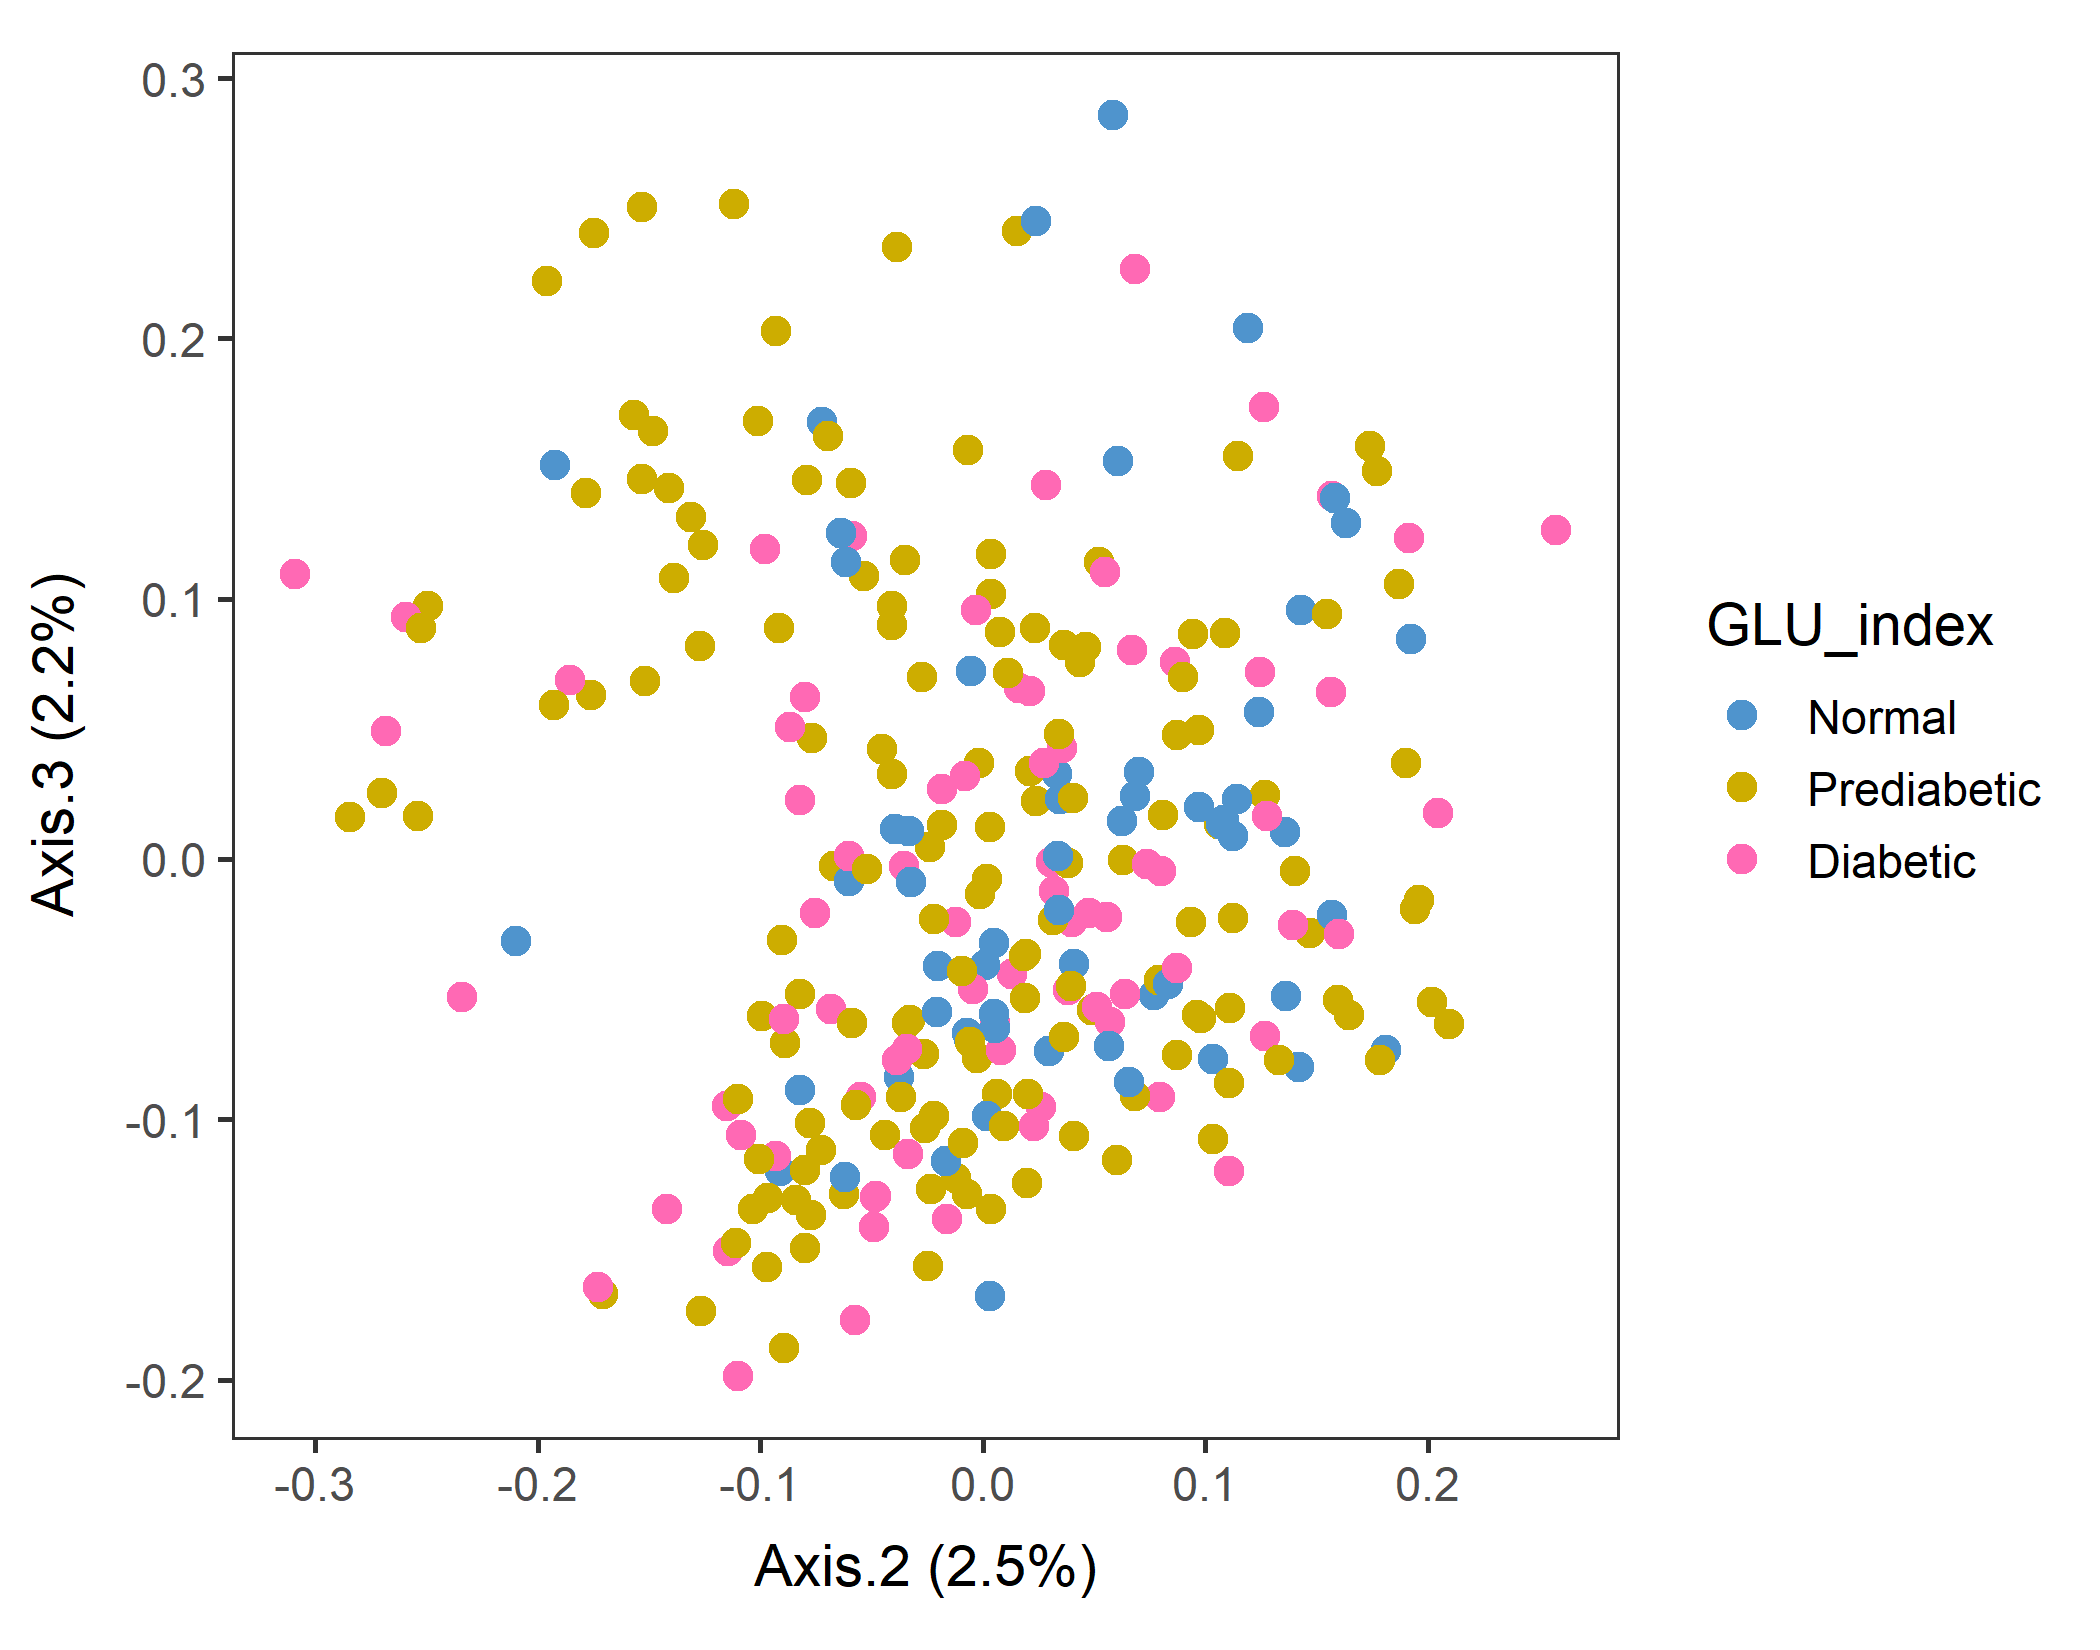 0.3
0.2
0.1
0.0
-0.1
-0.2
Axis.3 (2.2%)
-0.3 -0.2 -0.1 0.0 0.1 0.2
Axis.2 (2.5%)
GLU_index
Normal
Prediabetic
Diabetic